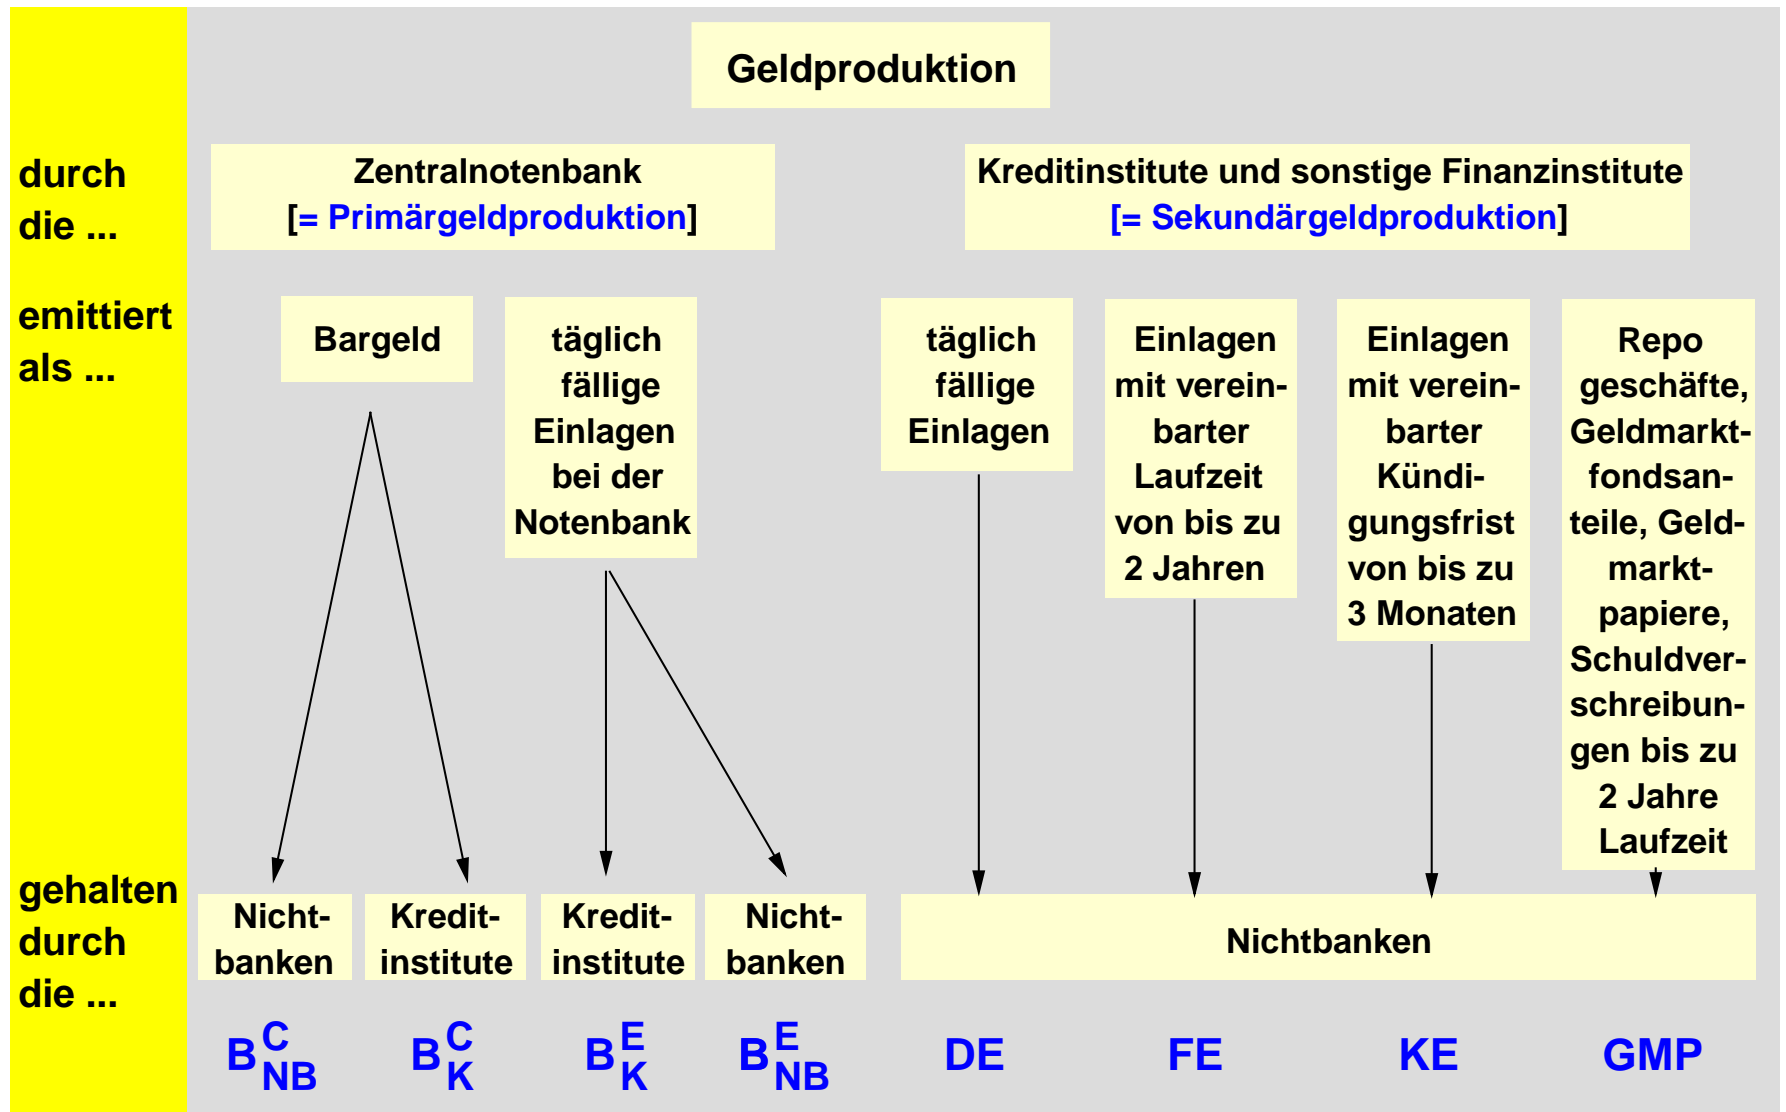 Geldproduktion
durch
die ...
Zentralnotenbank
[= Primärgeldproduktion]
Kreditinstitute und sonstige Finanzinstitute
[= Sekundärgeldproduktion]
emittiert
als ...
Bargeld
täglich
fällige
Einlagen
bei der
Notenbank
täglich
fällige
Einlagen
Einlagen
mit verein-
barter
Laufzeit
von bis zu
2 Jahren
Einlagen
mit verein-
barter
Kündi-
gungsfrist
von bis zu
3 Monaten
Repo
geschäfte,
Geldmarkt-
fondsan-
teile, Geld-
markt-
papiere,
Schuldver-
schreibun-
gen bis zu
2 Jahre
Laufzeit
gehalten
durch
die ...
Nicht-
banken
Kredit-
institute
Kredit-
institute
Nicht-
banken
Nichtbanken
B C NB
B C K
B E K
B E NB
DE
FE
KE
GMP